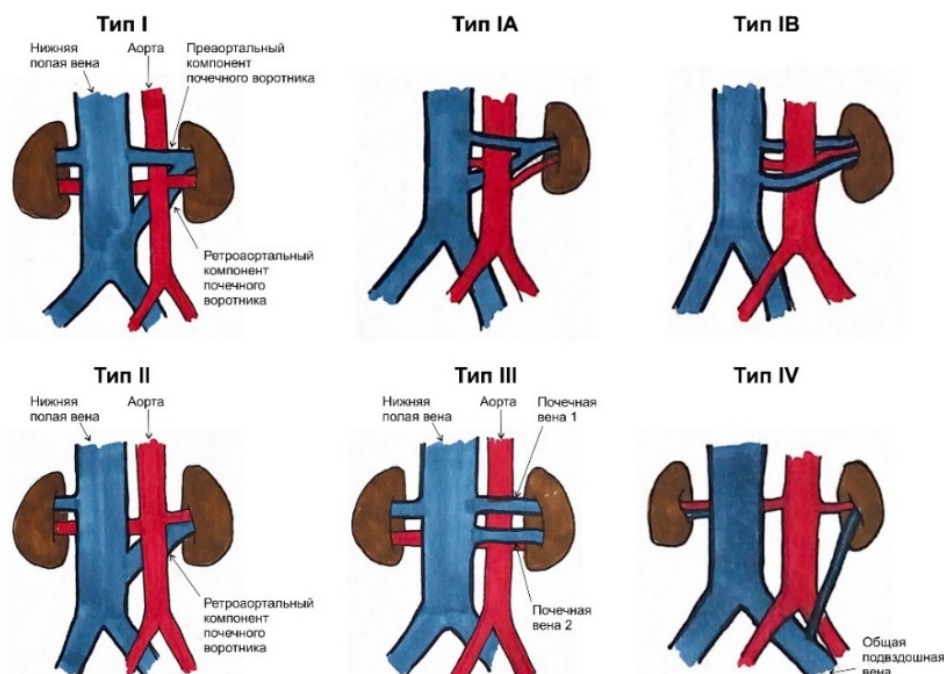 Тип I
Тип IA
Тип IB
Нижняя
полая вена
Аорта
Преаортальный
компонент
почечного воротника
Ретроаортальный
компонент
почечного
воротника
Тип II
Тип III
Тип IV
Нижняя
полая вена
Аорта
Ретроаортальный
компонент
почечного
воротника
Нижняя
полая вена
Аорта
Почечная
вена 1
Почечная
вена 2
Общая
подвздошная
вена